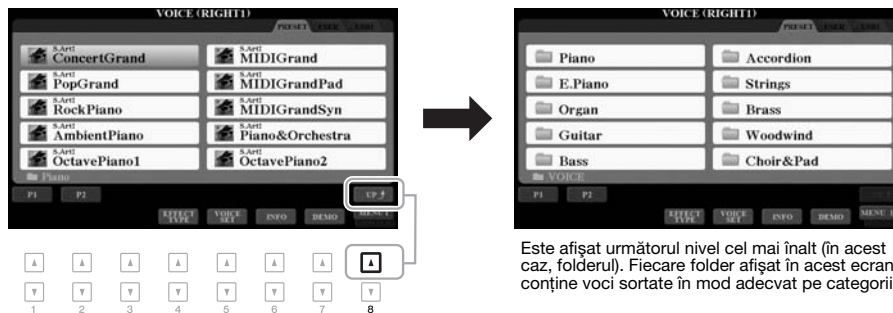 VOICE (RIGHT1)
PRESET USER USB1
S.Art!
ConcertGrand
S.Art!
MIDIGrand
S.Art!
PopGrand
S.Art!
MIDIGrandPad
S.Art!
RockPiano
S.Art!
MIDIGrandSyn
S.Art!
AmbientPiano
S.Art!
Piano&Orchestra
S.Art!
OctavePiano1
S.Art!
OctavePiano2
Piano
P1 P2 UP
EFFECT TYPE VOICE SET INFO DEMO MENU 1
1 2 3 4 5 6 7 8
VOICE (RIGHT1)
PRESET USER USB1
Piano Accordion
E.Piano Strings
Organ Brass
Guitar Woodwind
Bass Choir&Pad
VOICE
P1 P2
EFFECT TYPE VOICE SET INFO DEMO MENU
Este afişat următorul nivel cel mai înalt (în acest
caz, folderul). Fiecare folder afişat în acest ecran
conţine voci sortate în mod adecvat pe categorii